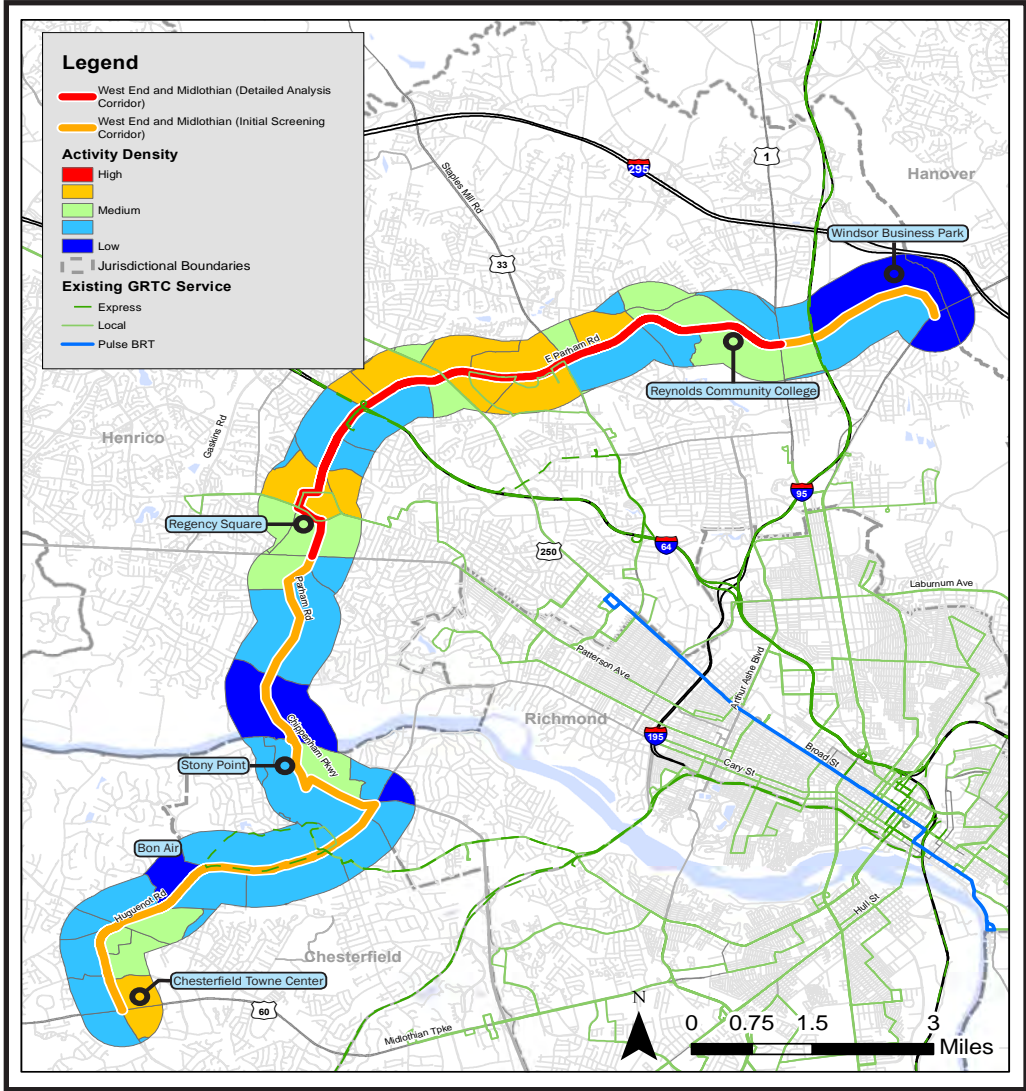 Legend
West End and Midlothian (Detailed Analysis
Corridor)
West End and Midlothian (Initial Screening
Corridor)
Activity Density
High
Medium
Low
Jurisdictional Boundaries
Existing GRTC Service
Express
Local
Pulse BRT
295
1
Hanover
Staples Mill Rd
33
Windsor Business Park
E Parham Rd
Reynolds Community College
Gaskins Rd
Henrico
95
Regency Square
250
64
Parham Rd
Laburnum Ave
Patterson Ave
Arthur Ashe Blvd
Richmond
Chippenham Pkwy
195
Broad St
Stony Point
Cary St
Bon Air
Huguenot Rd
Hull St
Chesterfield
Chesterfield Towne Center
60
Midlothian Tpke
N
0 0.75 1.5 3
Miles